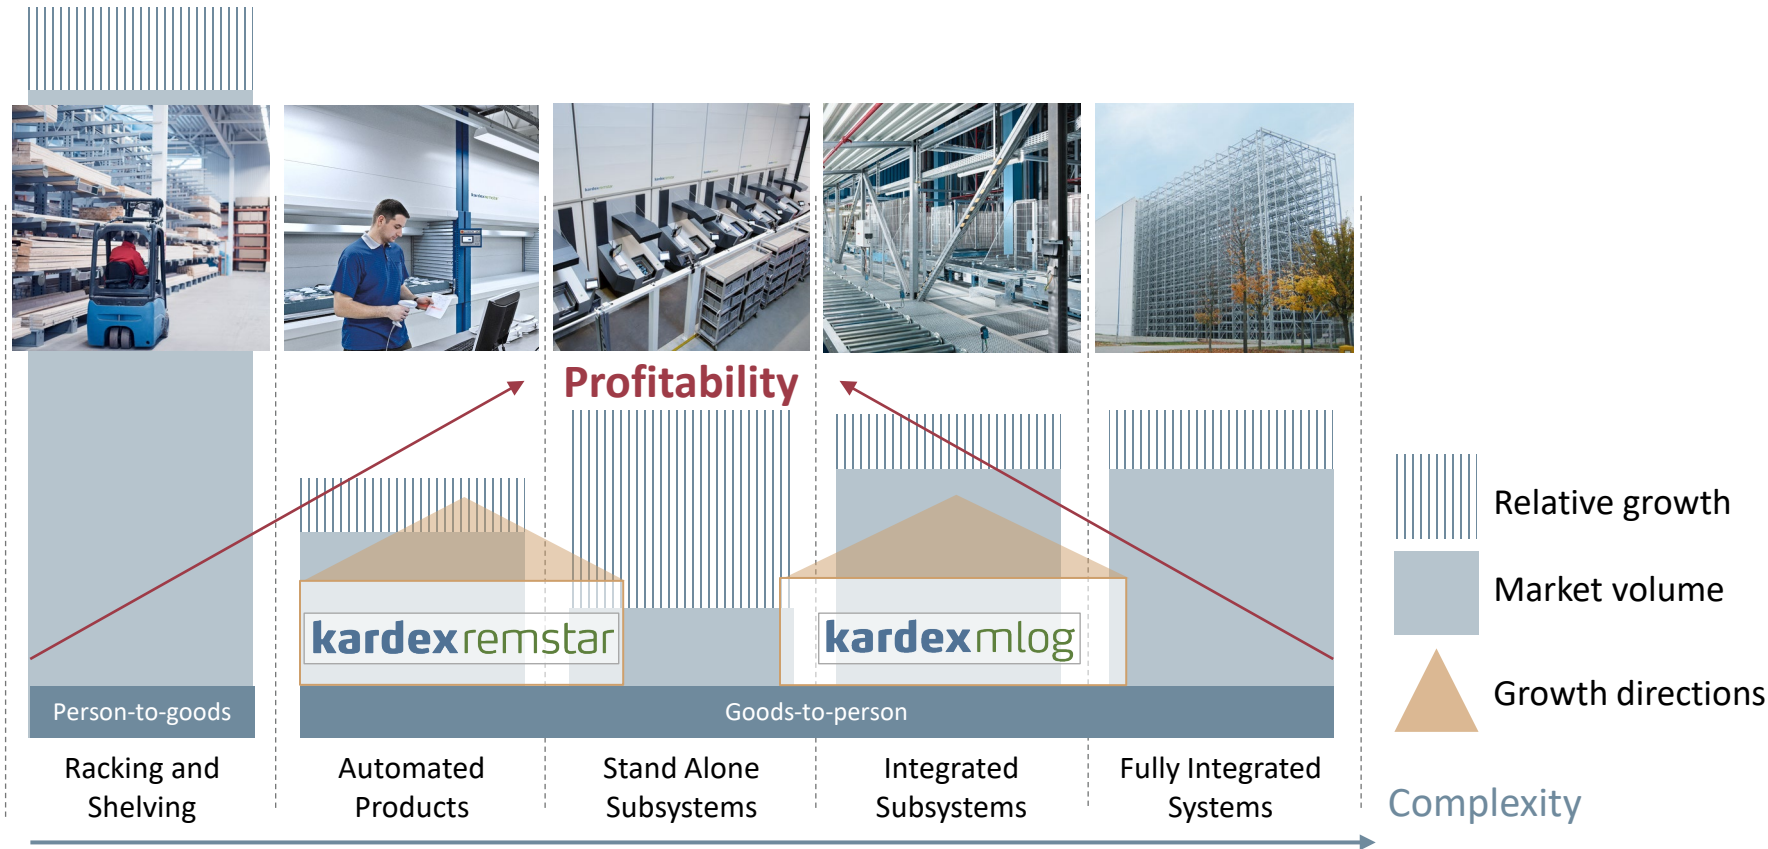 Profitability
Relative growth
Market volume
Growth directions
kardexremstar
kardexmlog
Person-to-goods
Goods-to-person
Racking and
Shelving
Automated
Products
Stand Alone
Subsystems
Integrated
Subsystems
Fully Integrated
Systems
Complexity